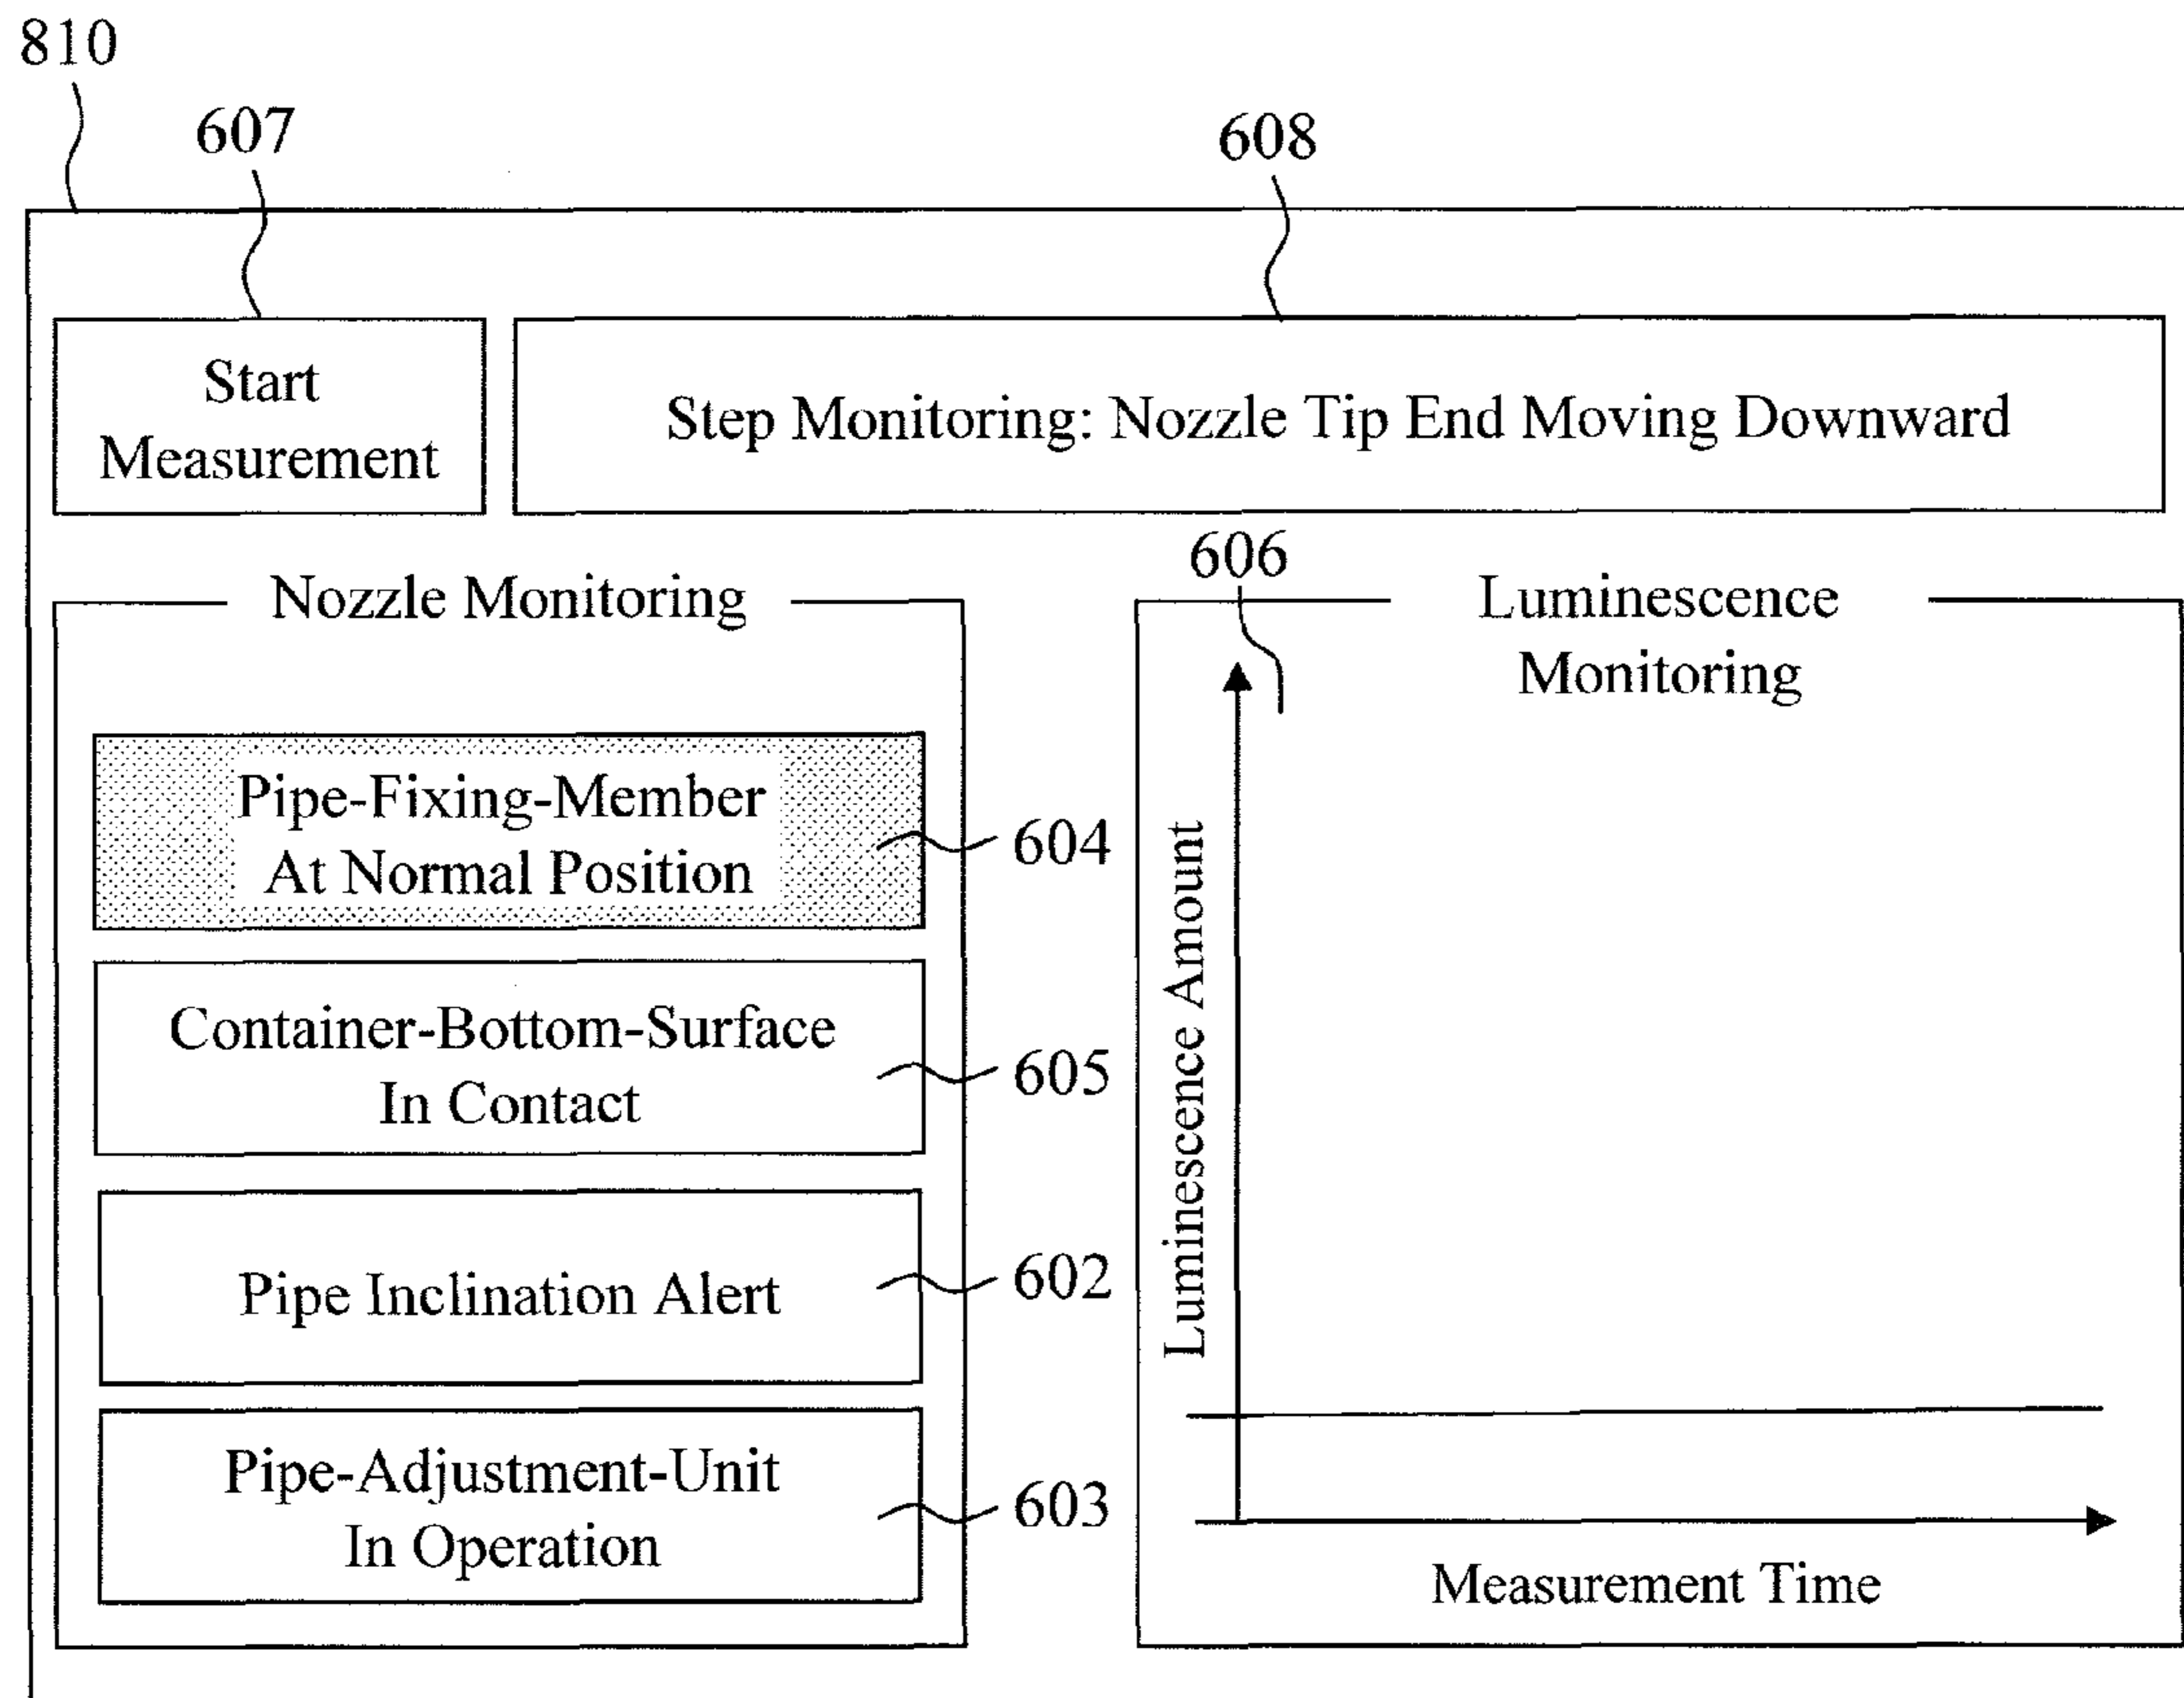 810
607
608
Start
Measurement
Step Monitoring: Nozzle Tip End Moving Downward
606
Nozzle Monitoring
Pipe-Fixing-Member
At Normal Position
604
Container-Bottom-Surface
In Contact
605
Pipe Inclination Alert
602
Pipe-Adjustment-Unit
In Operation
603
Luminescence
Monitoring
Luminescence Amount
Measurement Time